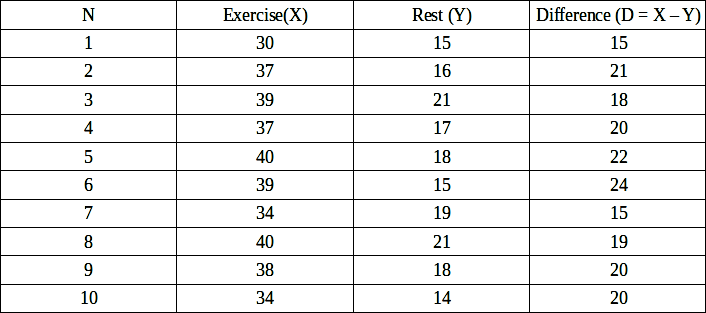 N Exercise(X) Rest (Y) Difference (D = X – Y)
1 30 15 15
2 37 16 21
3 39 21 18
4 37 17 20
5 40 18 22
6 39 15 24
7 34 19 15
8 40 21 19
9 38 18 20
10 34 14 20